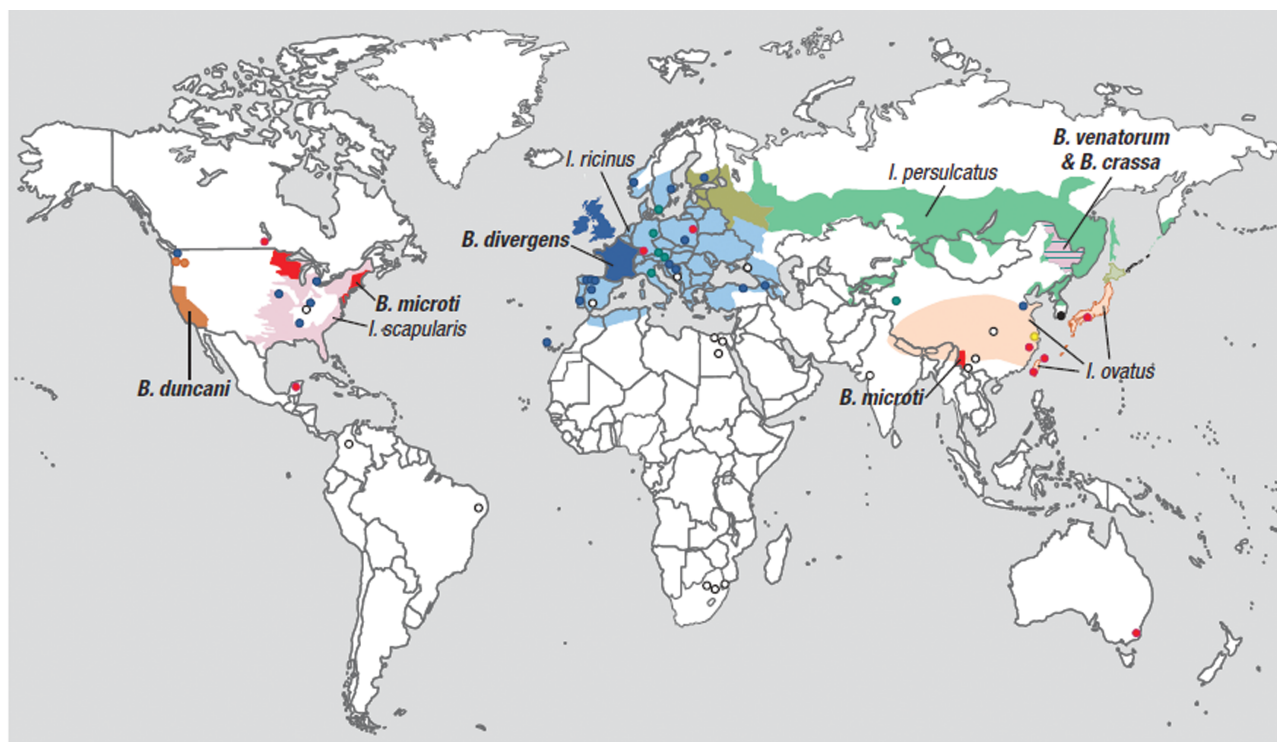 B. venatorum
& B. crassa
I. ricinus
I. persulcatus
B. divergens
B. microti
I. scapularis
B. duncani
B. microti
I. ovatus